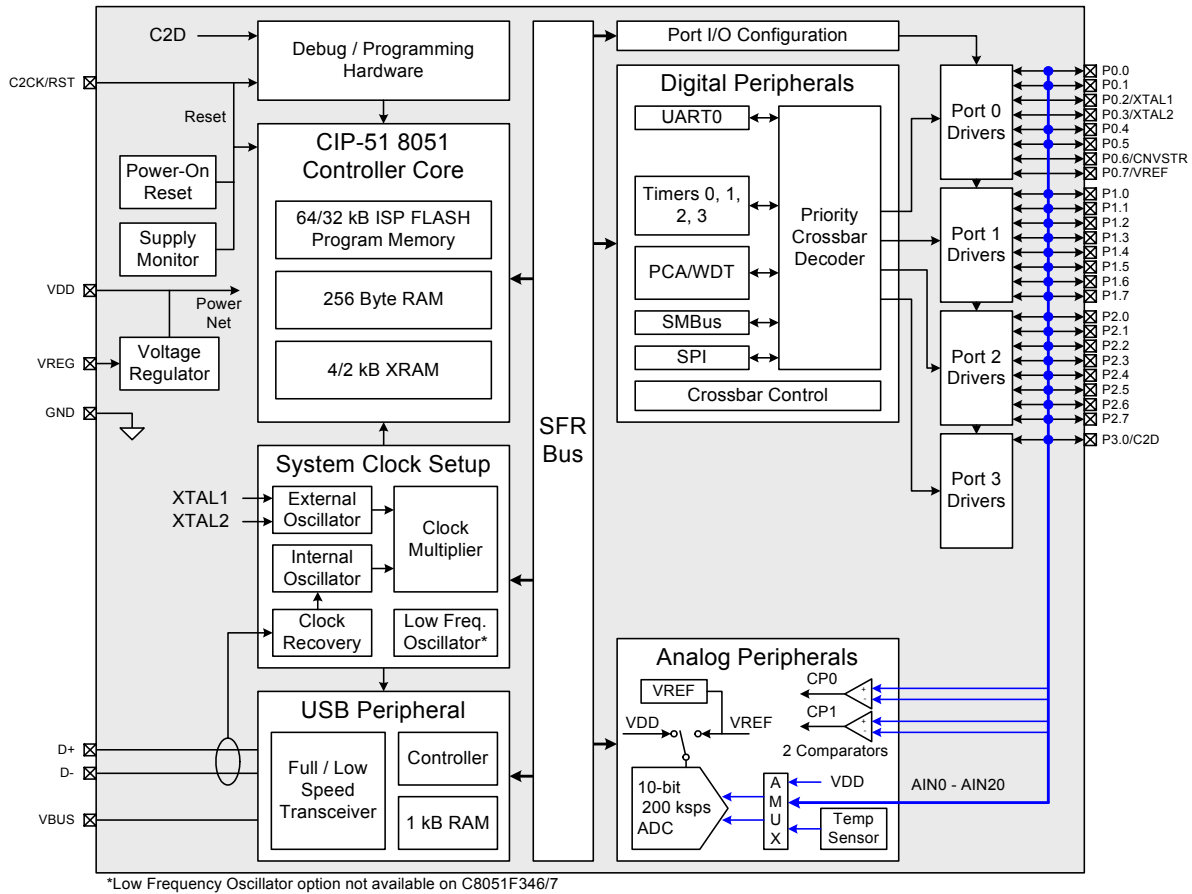 C2D
C2CK/RST
Reset
Debug / Programming
Hardware
CIP-51 8051
Controller Core
64/32 kB ISP FLASH
Program Memory
256 Byte RAM
4/2 kB XRAM
Power-On
Reset
Supply
Monitor
VDD
Power
Net
VREG
Voltage
Regulator
GND
System Clock Setup
XTAL1
XTAL2
External
Oscillator
Internal
Oscillator
Clock
Recovery
Clock
Multiplier
Low Freq.
Oscillator*
USB Peripheral
D+
D-
VBUS
Full / Low
Speed
Transceiver
Controller
1 kB RAM
SFR
Bus
Port I/O Configuration
Digital Peripherals
UART0
Timers 0, 1,
2, 3
PCA/WDT
SMBus
SPI
Priority
Crossbar
Decoder
Crossbar Control
Port 0
Drivers
Port 1
Drivers
Port 2
Drivers
Port 3
Drivers
P0.0
P0.1
P0.2/XTAL1
P0.3/XTAL2
P0.4
P0.5
P0.6/CNVSTR
P0.7/VREF
P1.0
P1.1
P1.2
P1.3
P1.4
P1.5
P1.6
P1.7
P2.0
P2.1
P2.2
P2.3
P2.4
P2.5
P2.6
P2.7
P3.0/C2D
Analog Peripherals
VREF
VDD
VREF
CP0
+
-
CP1
+
-
2 Comparators
10-bit
200 ksps
ADC
A
M
U
X
VDD
Temp
Sensor
AIN0 - AIN20
*Low Frequency Oscillator option not available on C8051F346/7